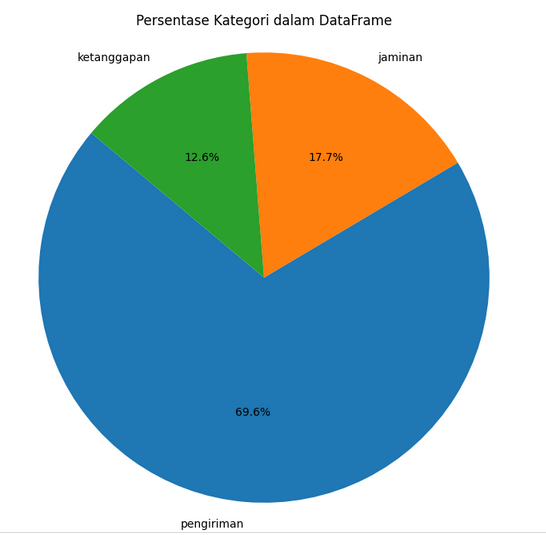 Persentase Kategori dalam DataFrame
ketanggapan
jaminan
12.6%
17.7%
69.6%
pengiriman